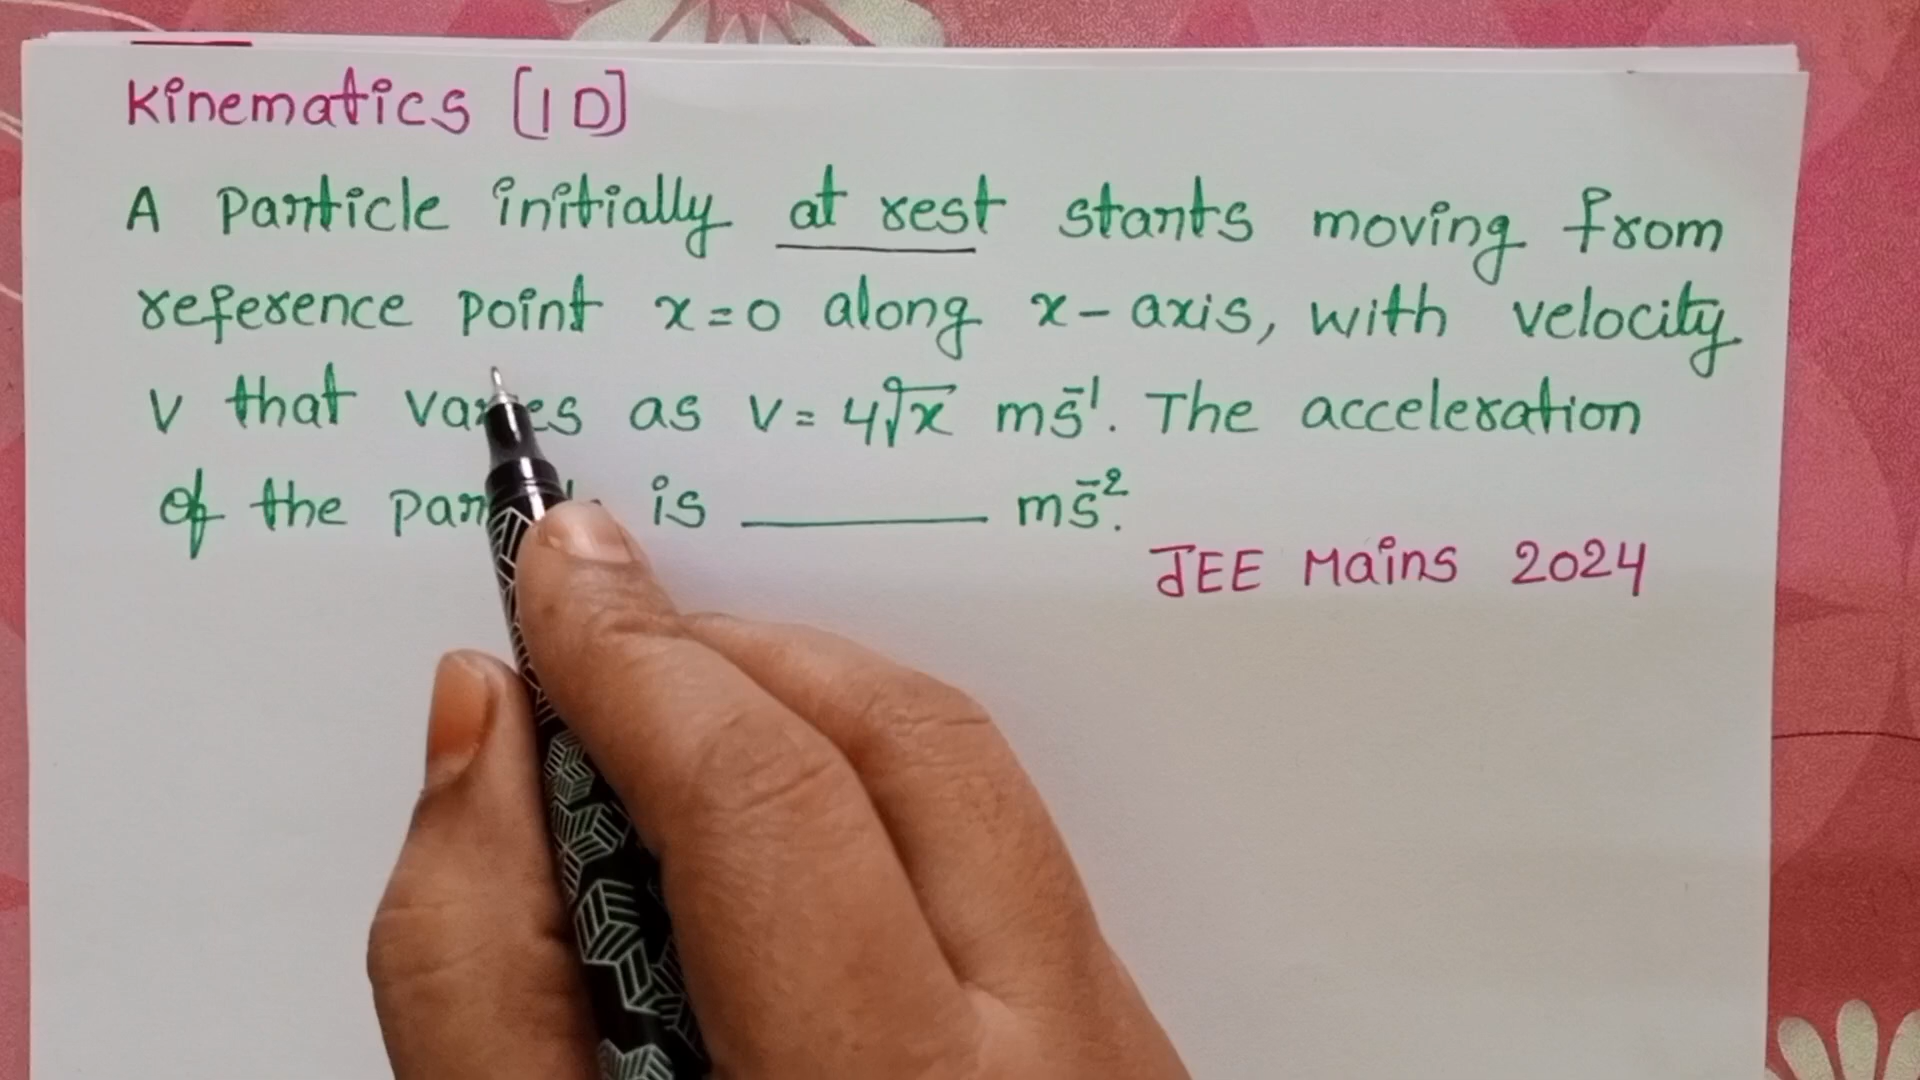 Kinematics [1D]
A particle initially at rest starts moving from
reference point x=0 along x-axis, with velocity
v that varies as v = 4√x ms⁻¹. The acceleration
of the is ______ ms⁻².
JEE Mains 2024